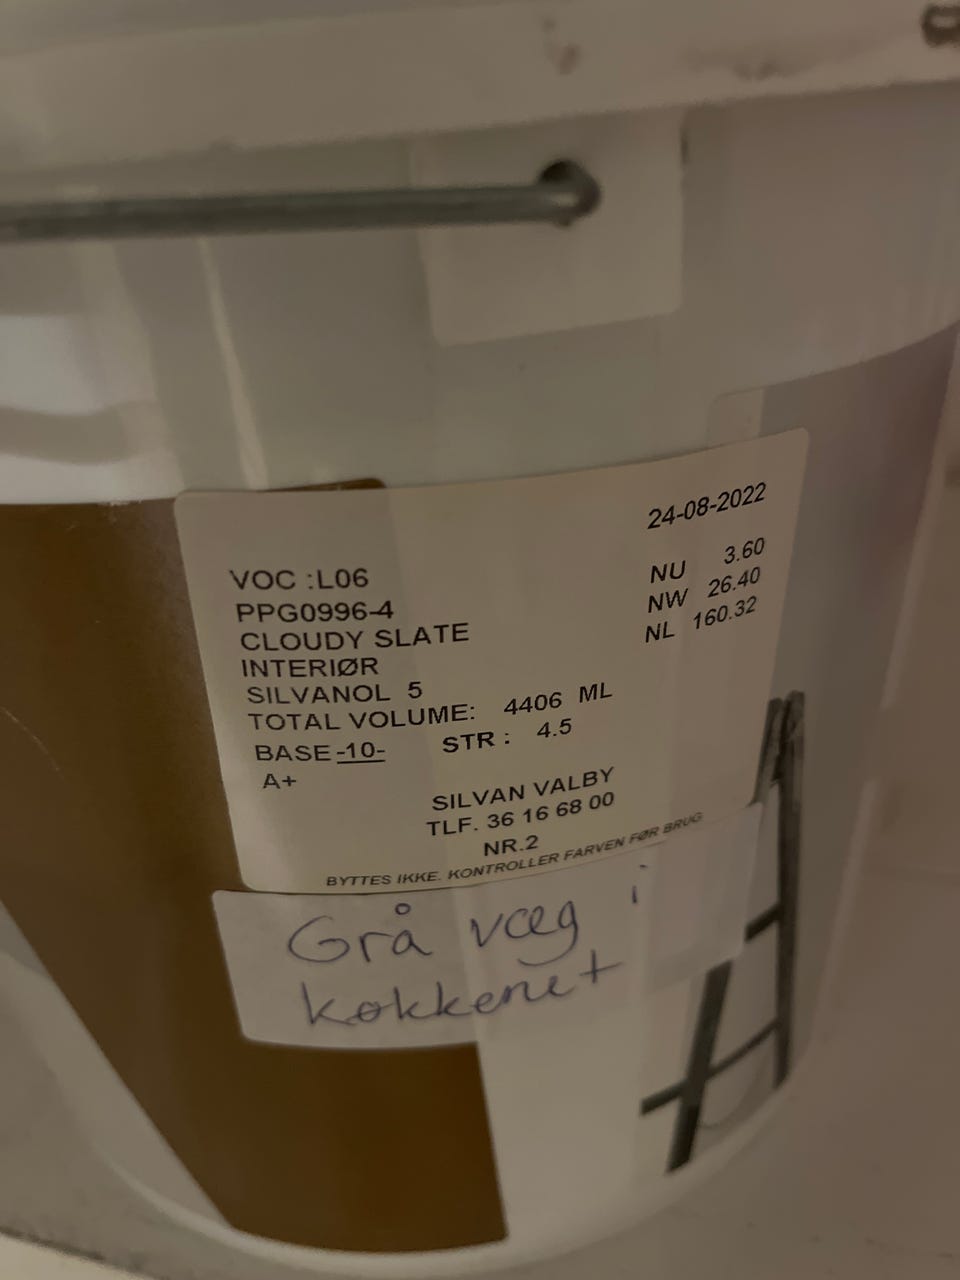 24-08-2022
VOC :L06
PPG0996-4
CLOUDY SLATE
INTERIØR
SILVANOL 5
TOTAL VOLUME: 4406 ML
BASE -10- STR : 4.5
A+
NU 3.60
NW 26.40
NL 160.32
SILVAN VALBY
TLF. 36 16 68 00
NR.2
BYTTES IKKE. KONTROLLER FARVEN FØR BRUG
Grå væg i
køkkenet